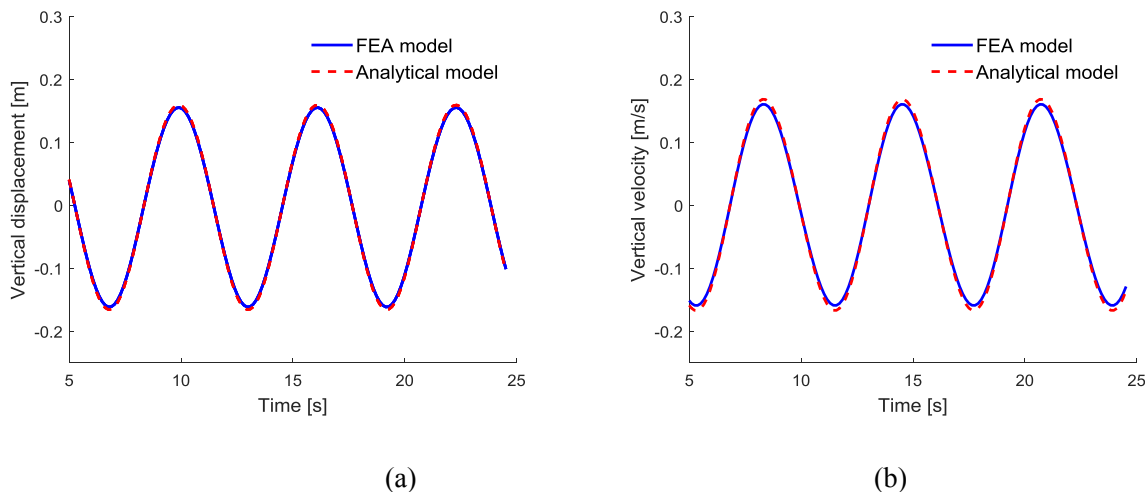 0.3
0.2
0.1
0
-0.1
-0.2
Vertical displacement [m]
FEA model
Analytical model
5
10
15
20
25
Time [s]
(a)
0.3
0.2
0.1
0
-0.1
-0.2
Vertical velocity [m/s]
FEA model
Analytical model
5
10
15
20
25
Time [s]
(b)